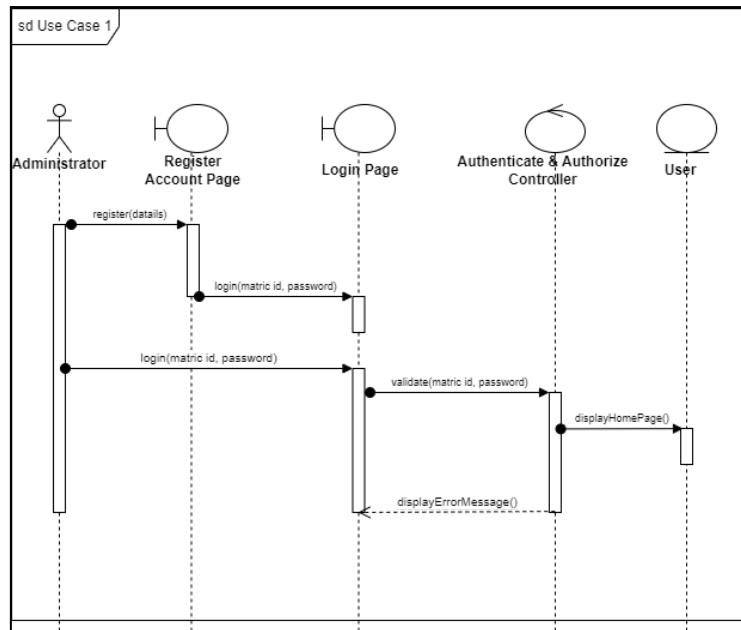 sd Use Case 1
Administrator
Register
Account Page
Login Page
Authenticate & Authorize
Controller
User
register(datails)
login(matric id, password)
login(matric id, password)
validate(matric id, password)
displayHomePage()
displayErrorMessage()